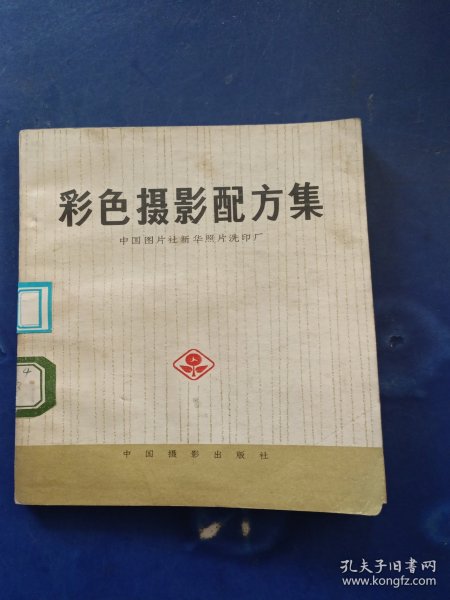 彩色摄影配方集
中国图片社新华照片洗印厂
4
中国摄影出版社
孔夫子旧书网
www.kongfz.com